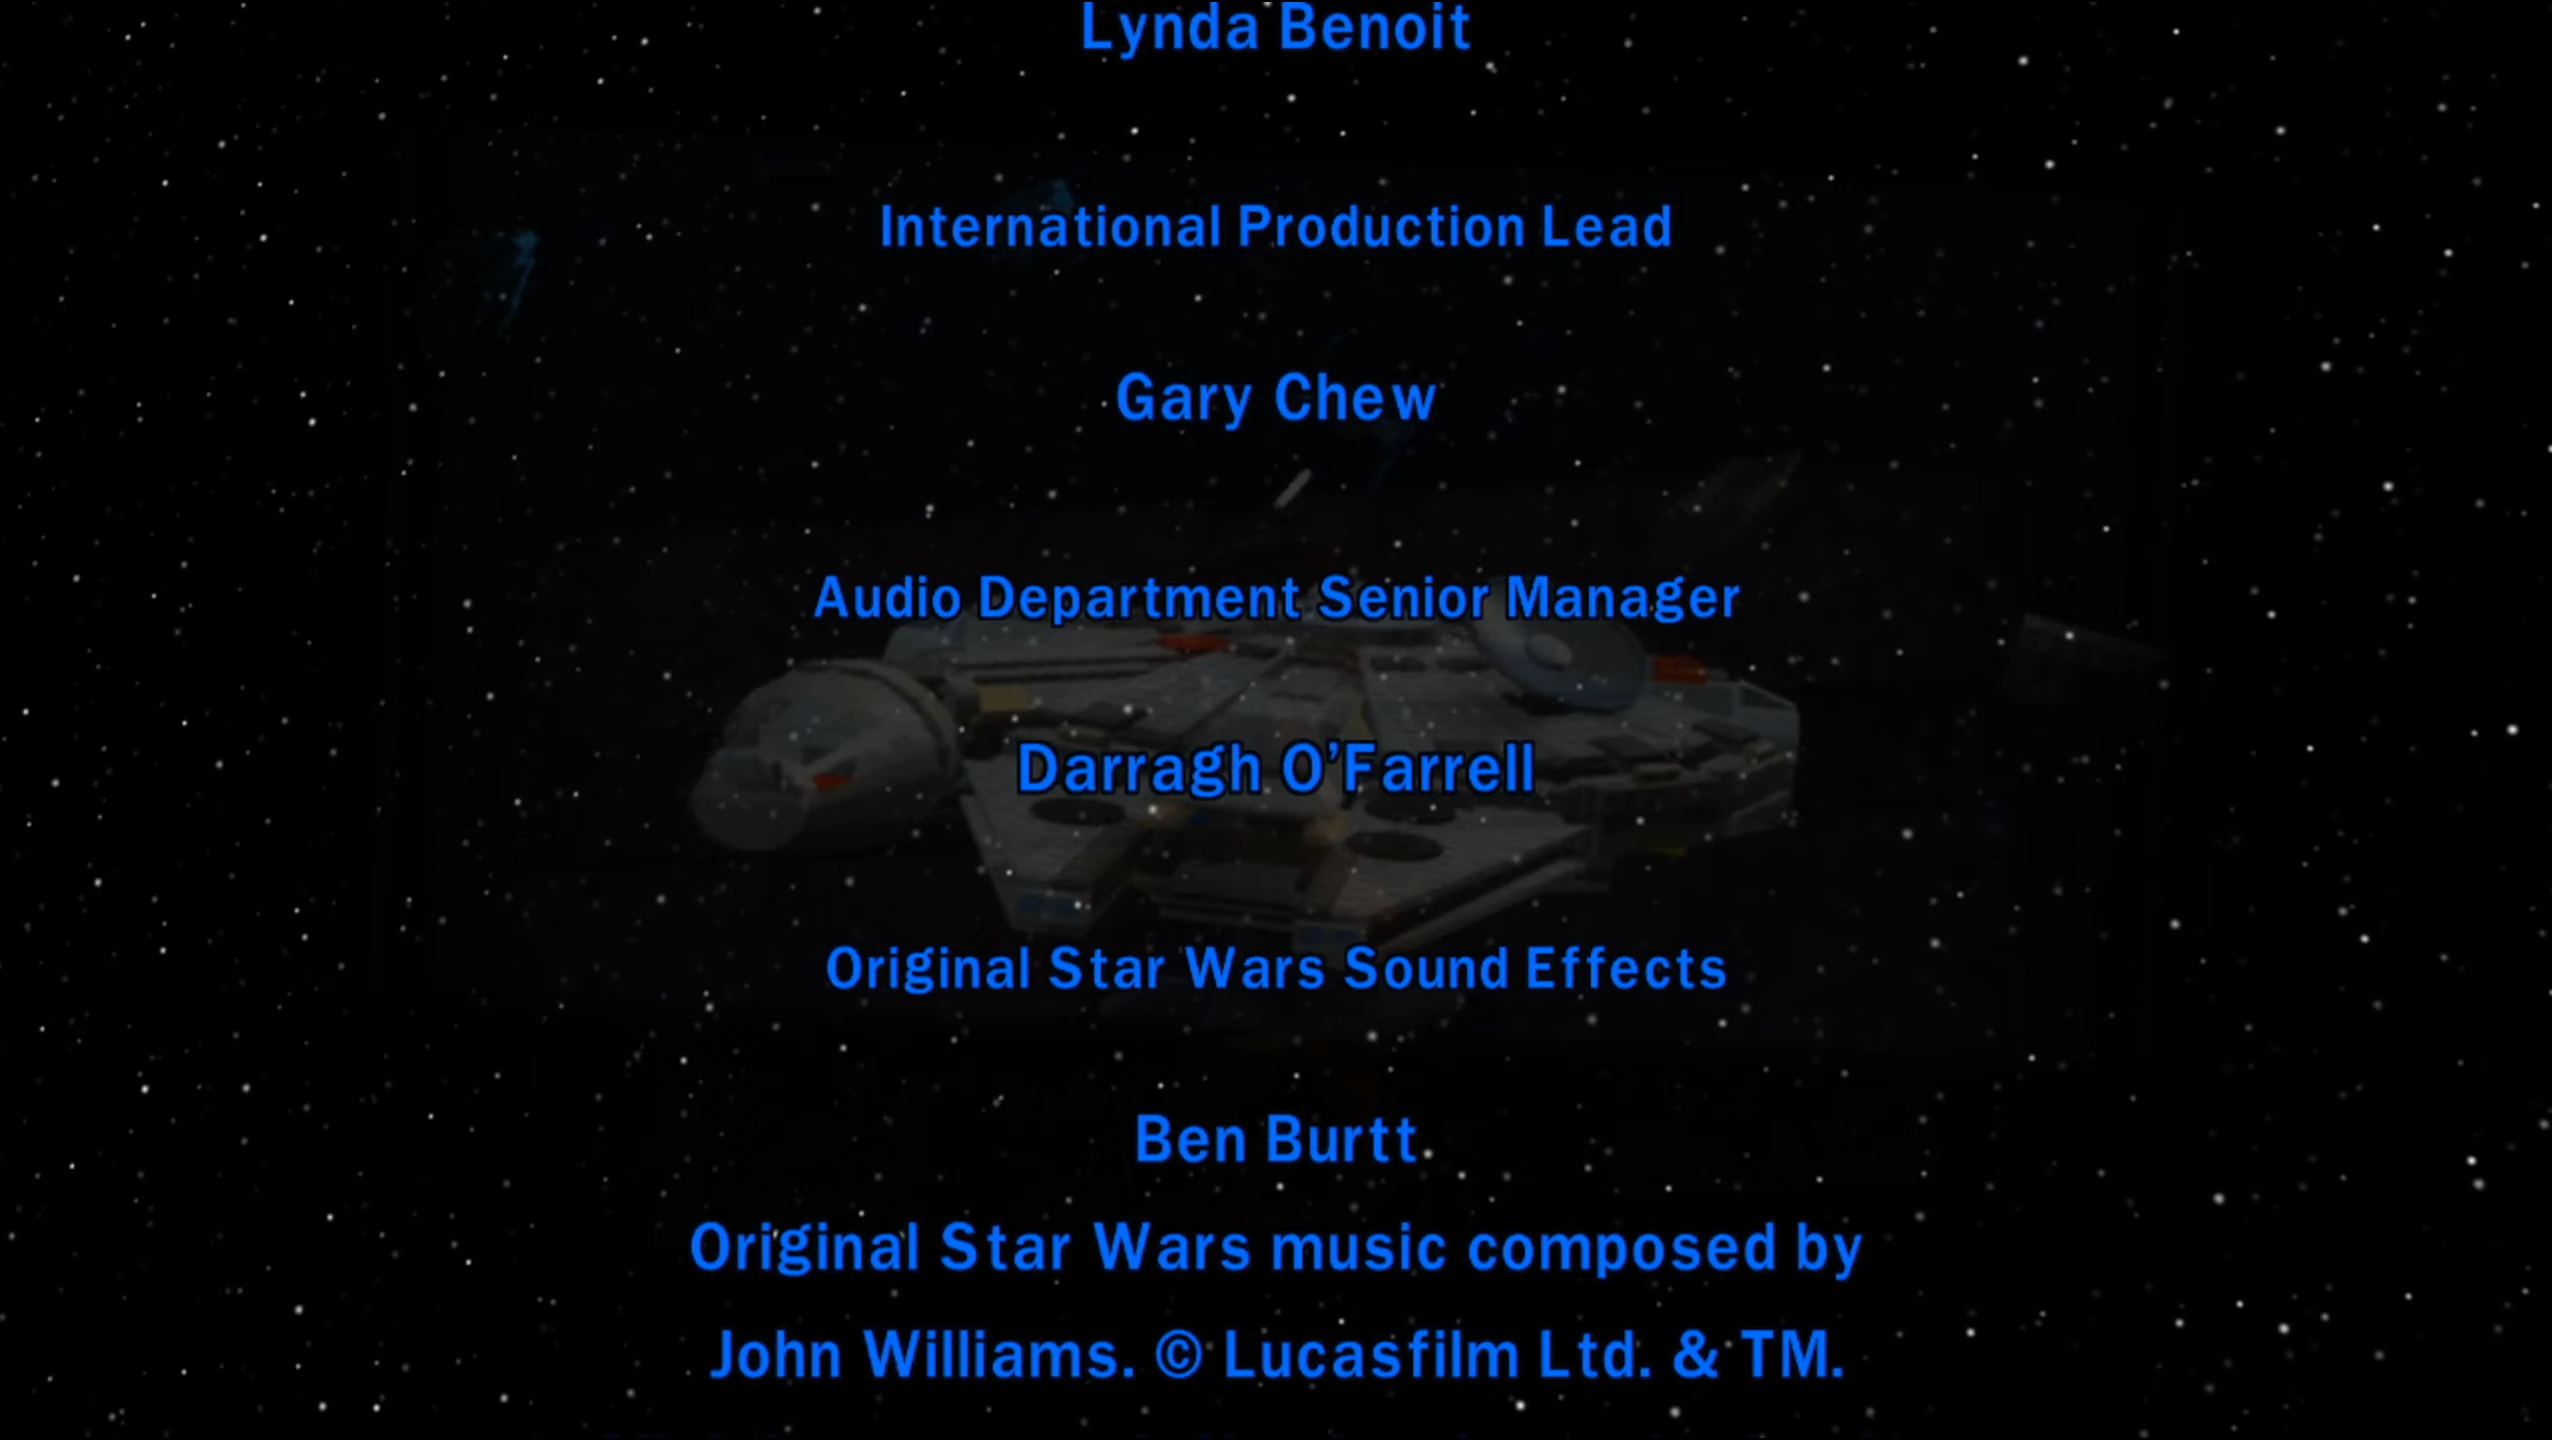 Lynda Benoit
International Production Lead
Gary Chew
Audio Department Senior Manager
Darragh O’Farrell
Original Star Wars Sound Effects
Ben Burtt
Original Star Wars music composed by
John Williams. © Lucasfilm Ltd. & TM.